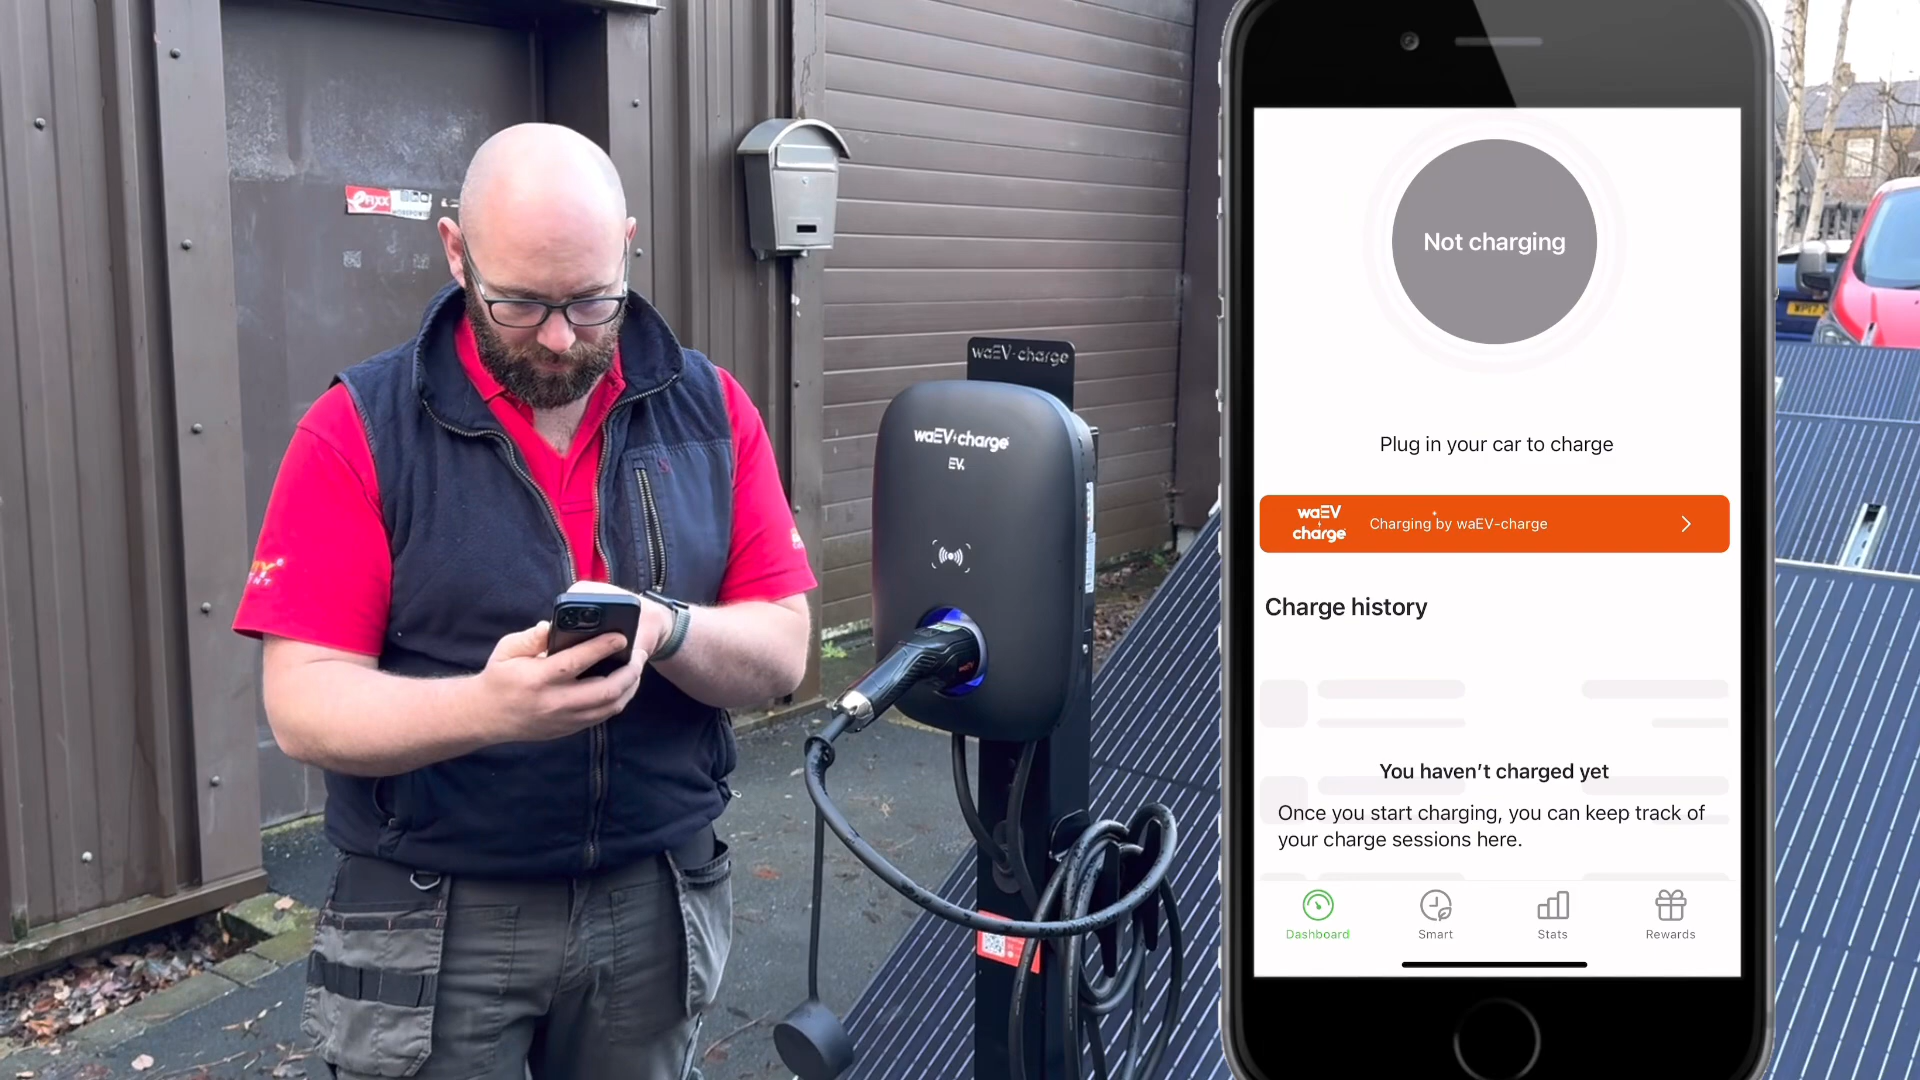 eFIXX
waEV-charge
waEV-charge
EV.
Not charging
Plug in your car to charge
waEV
charge
Charging by waEV-charge
Charge history
You haven't charged yet
Once you start charging, you can keep track of
your charge sessions here.
Dashboard
Smart
Stats
Rewards